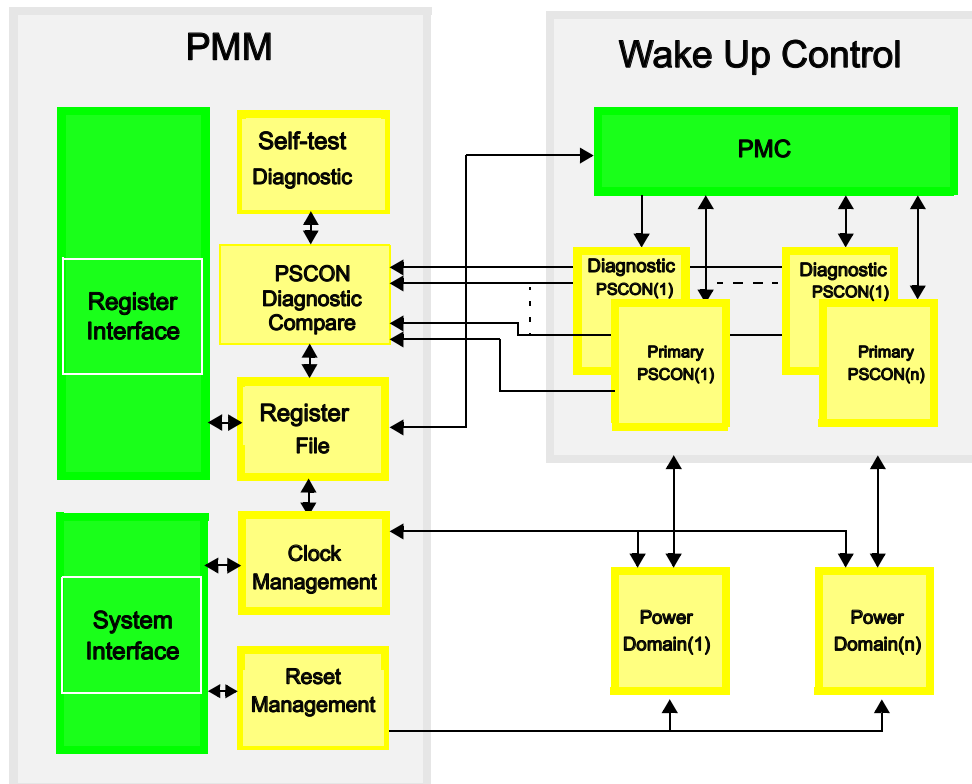 PMM
Self-test
Diagnostic
PSCON
Diagnostic
Compare
Register
Interface
Register
File
Clock
Management
System
Interface
Reset
Management
Wake Up Control
PMC
Diagnostic
PSCON(1)
Primary
PSCON(1)
Diagnostic
PSCON(1)
Primary
PSCON(n)
Power
Domain(1)
Power
Domain(n)